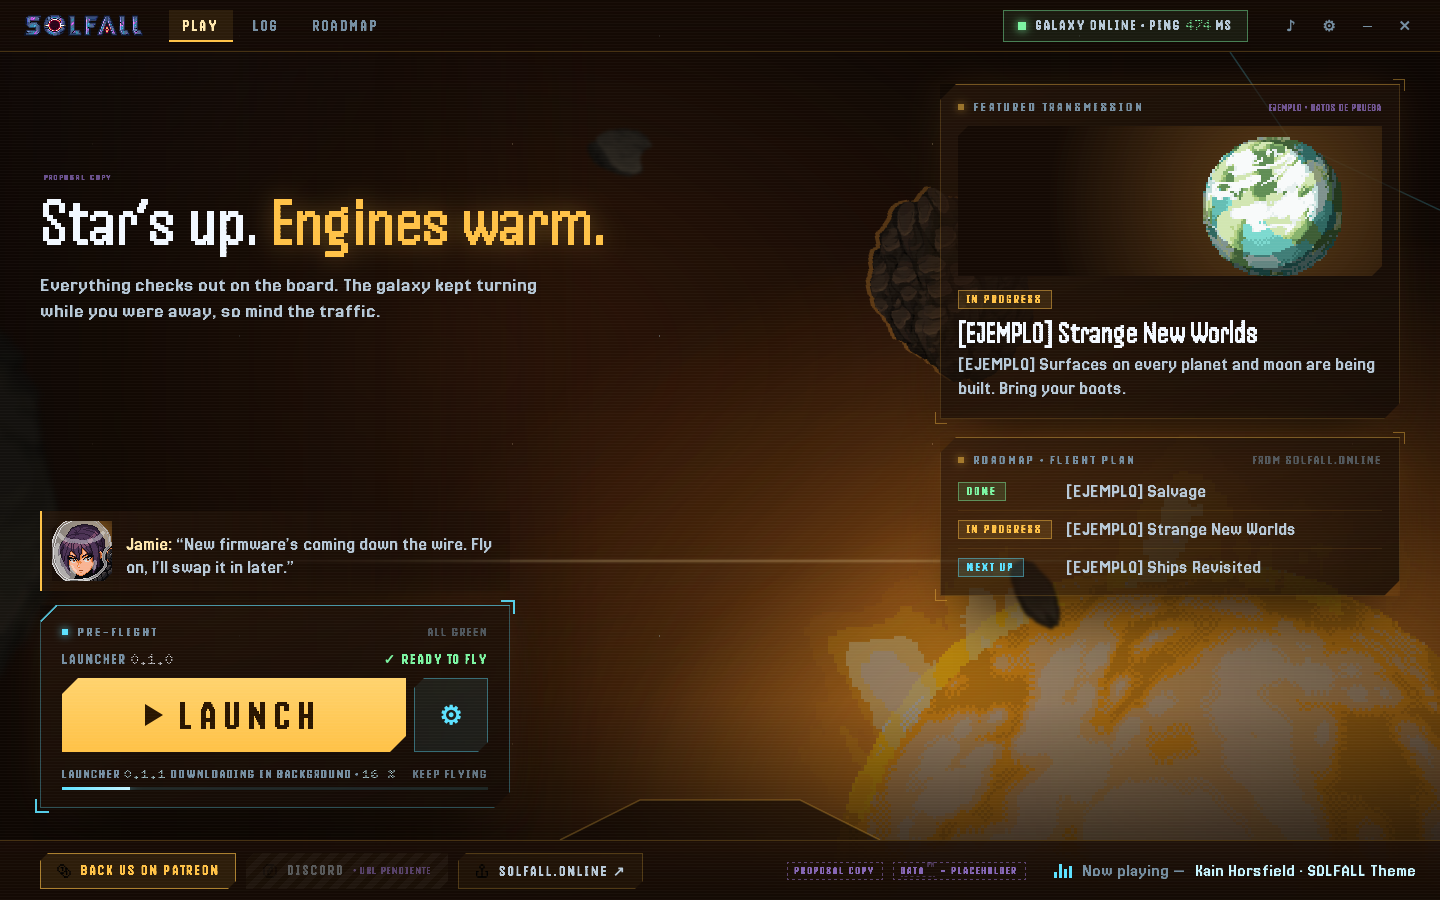 SOLFALL PLAY LOG ROADMAP GALAXY ONLINE · PING 474 MS ♪ ⚙ – ✕
PROPOSAL COPY
Star's up. Engines warm.
Everything checks out on the board. The galaxy kept turning
while you were away, so mind the traffic.
FEATURED TRANSMISSION EJEMPLO · DATOS DE PRUEBA
IN PROGRESS
[EJEMPLO] Strange New Worlds
[EJEMPLO] Surfaces on every planet and moon are being
built. Bring your boots.
ROADMAP · FLIGHT PLAN FROM SOLFALL.ONLINE
DONE [EJEMPLO] Salvage
IN PROGRESS [EJEMPLO] Strange New Worlds
NEXT UP [EJEMPLO] Ships Revisited
Jamie: “New firmware’s coming down the wire. Fly
on, I’ll swap it in later.”
PRE-FLIGHT ALL GREEN
LAUNCHER 0.1.0 ✓ READY TO FLY
▶ LAUNCH ⚙
LAUNCHER 0.1.1 DOWNLOADING IN BACKGROUND · 16 % KEEP FLYING
BACK US ON PATREON DISCORD · URL PENDIENTE SOLFALL.ONLINE ↗ PROPOSAL COPY DATA - PLACEHOLDER Now playing — Kain Horsfield · SOLFALL Theme